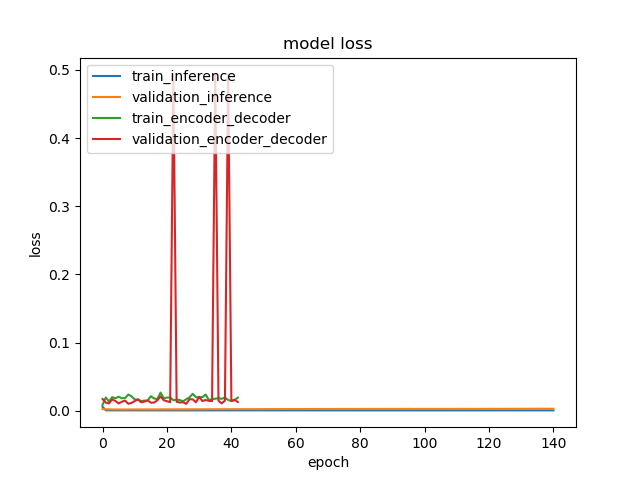 model loss
train_inference
validation_inference
train_encoder_decoder
validation_encoder_decoder
loss
0.5
0.4
0.3
0.2
0.1
0.0
0 20 40 60 80 100 120 140
epoch